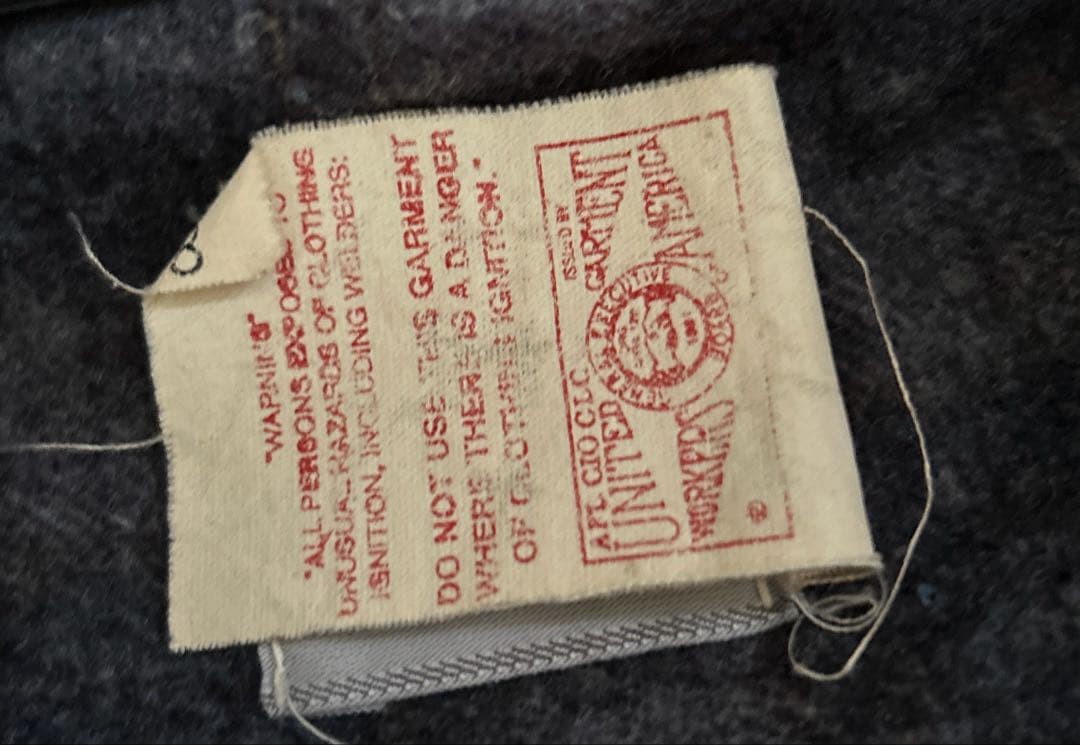 "WARNING"
"ALL PERSONS EXPOSED TO
UNUSUAL HAZARDS OF CLOTHING
IGNITION, INCLUDING WELDERS:
DO NOT USE THIS GARMENT
WHERE THERE IS A DANGER
OF CLOTHING IGNITION."
AFL CIO CLC ISSUED BY
UNITED GARMENT
WORKERS OF AMERICA
®